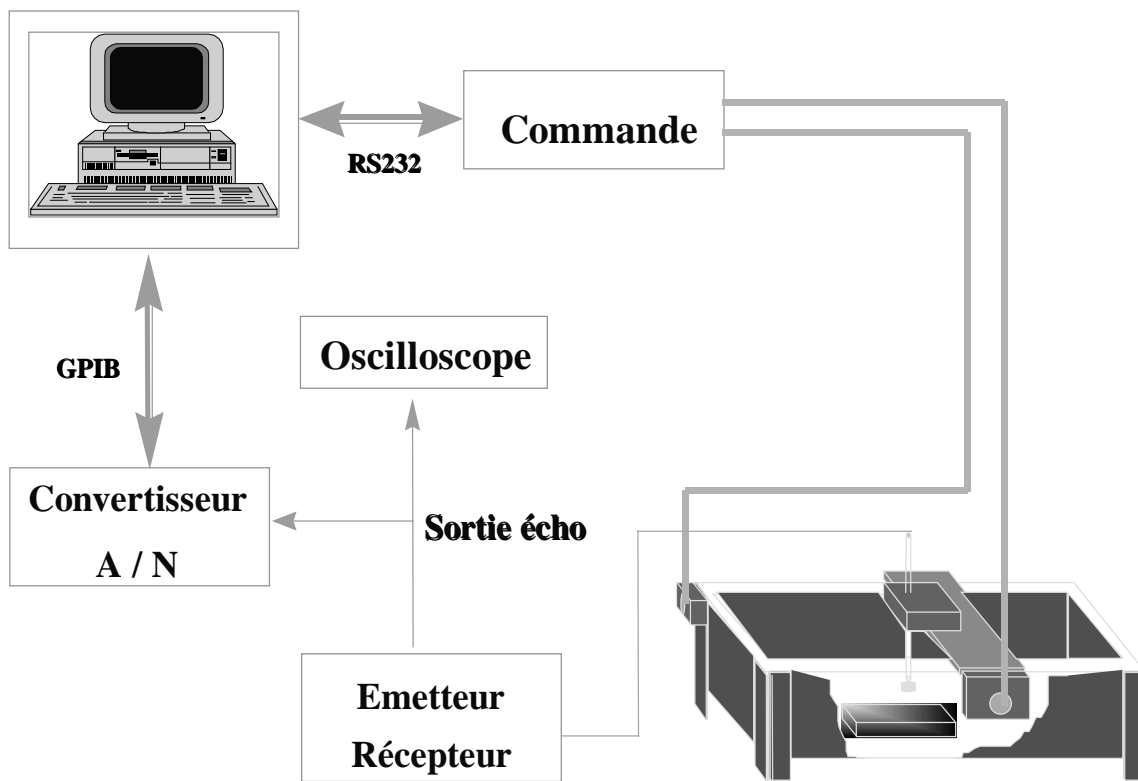 Commande
RS232
Oscilloscope
GPIB
Convertisseur
A / N
Sortie écho
Emetteur
Récepteur